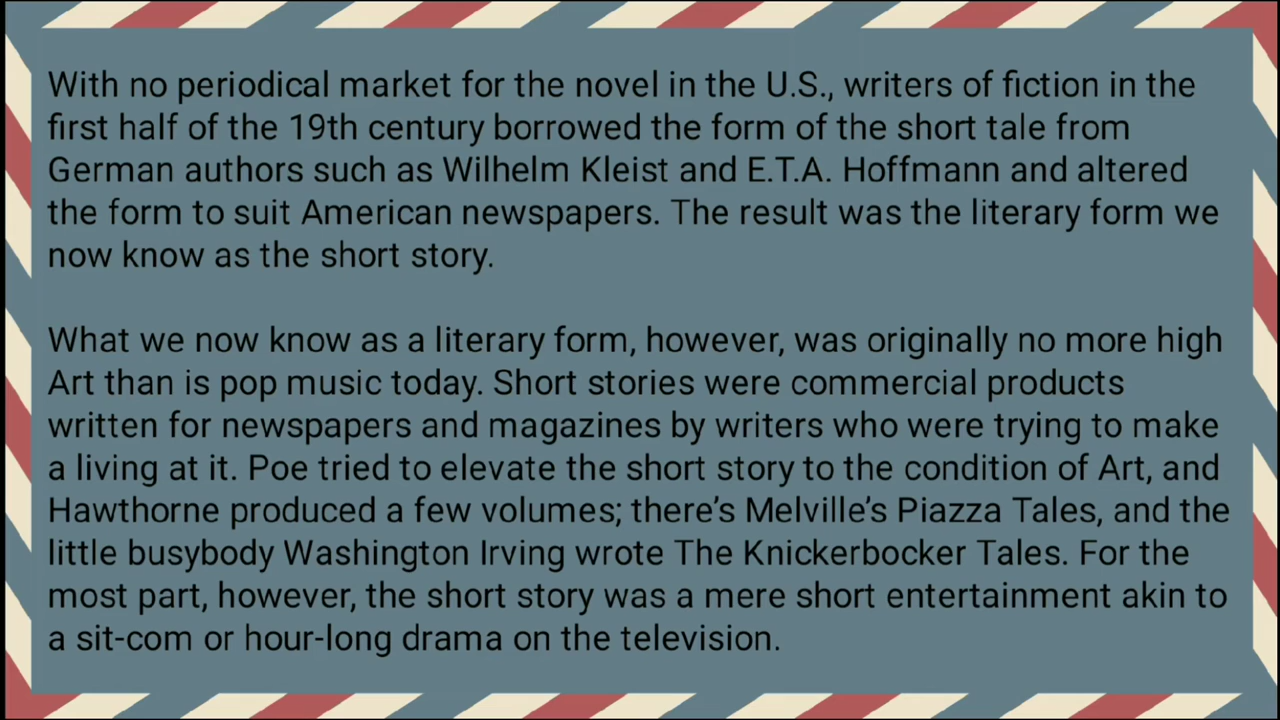 With no periodical market for the novel in the U.S., writers of fiction in the
first half of the 19th century borrowed the form of the short tale from
German authors such as Wilhelm Kleist and E.T.A. Hoffmann and altered
the form to suit American newspapers. The result was the literary form we
now know as the short story.
What we now know as a literary form, however, was originally no more high
Art than is pop music today. Short stories were commercial products
written for newspapers and magazines by writers who were trying to make
a living at it. Poe tried to elevate the short story to the condition of Art, and
Hawthorne produced a few volumes; there’s Melville’s Piazza Tales, and the
little busybody Washington Irving wrote The Knickerbocker Tales. For the
most part, however, the short story was a mere short entertainment akin to
a sit-com or hour-long drama on the television.